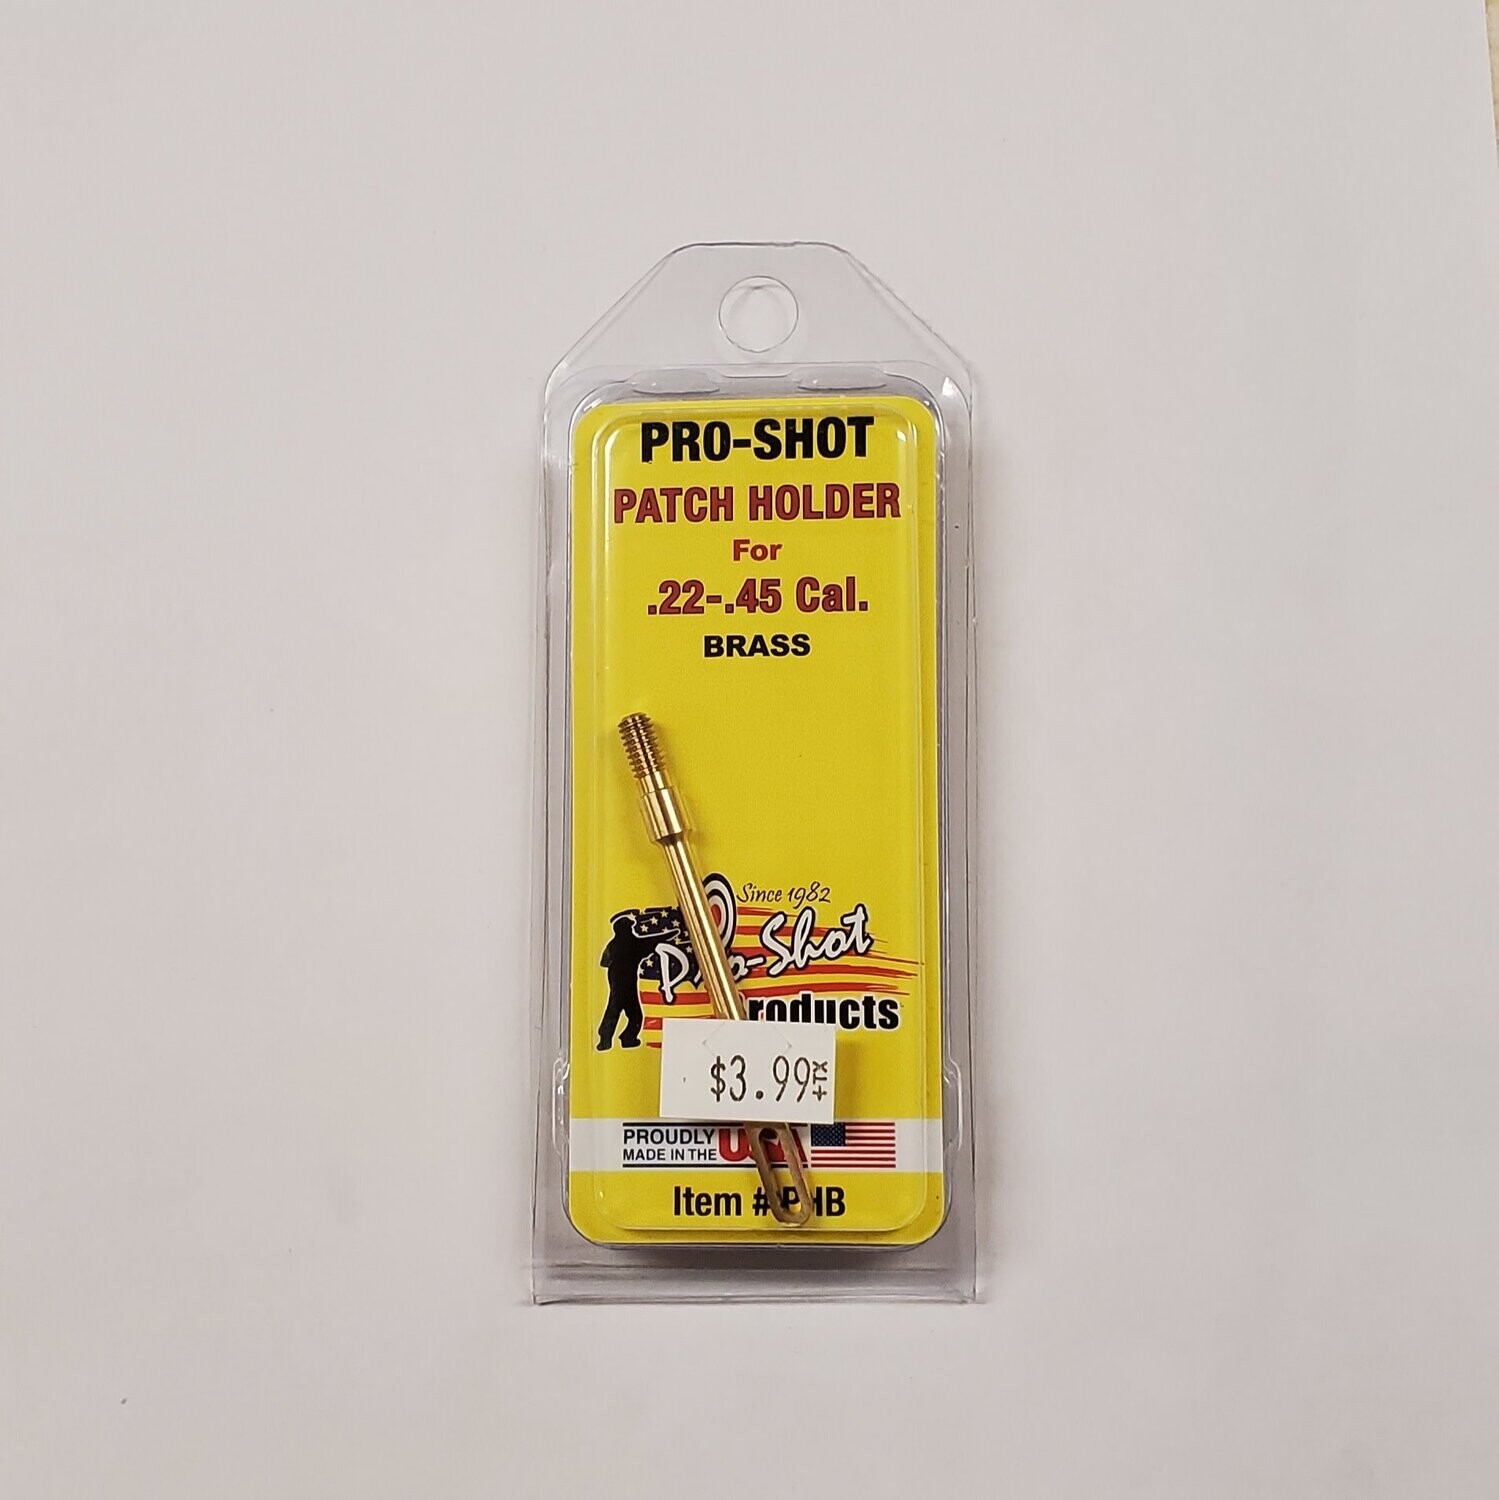 PRO-SHOT
PATCH HOLDER
For
.22-.45 Cal.
BRASS
Since 1982
Pro-Shot
Products
$3.99+TX
PROUDLY
MADE IN THE USA
Item # PHB